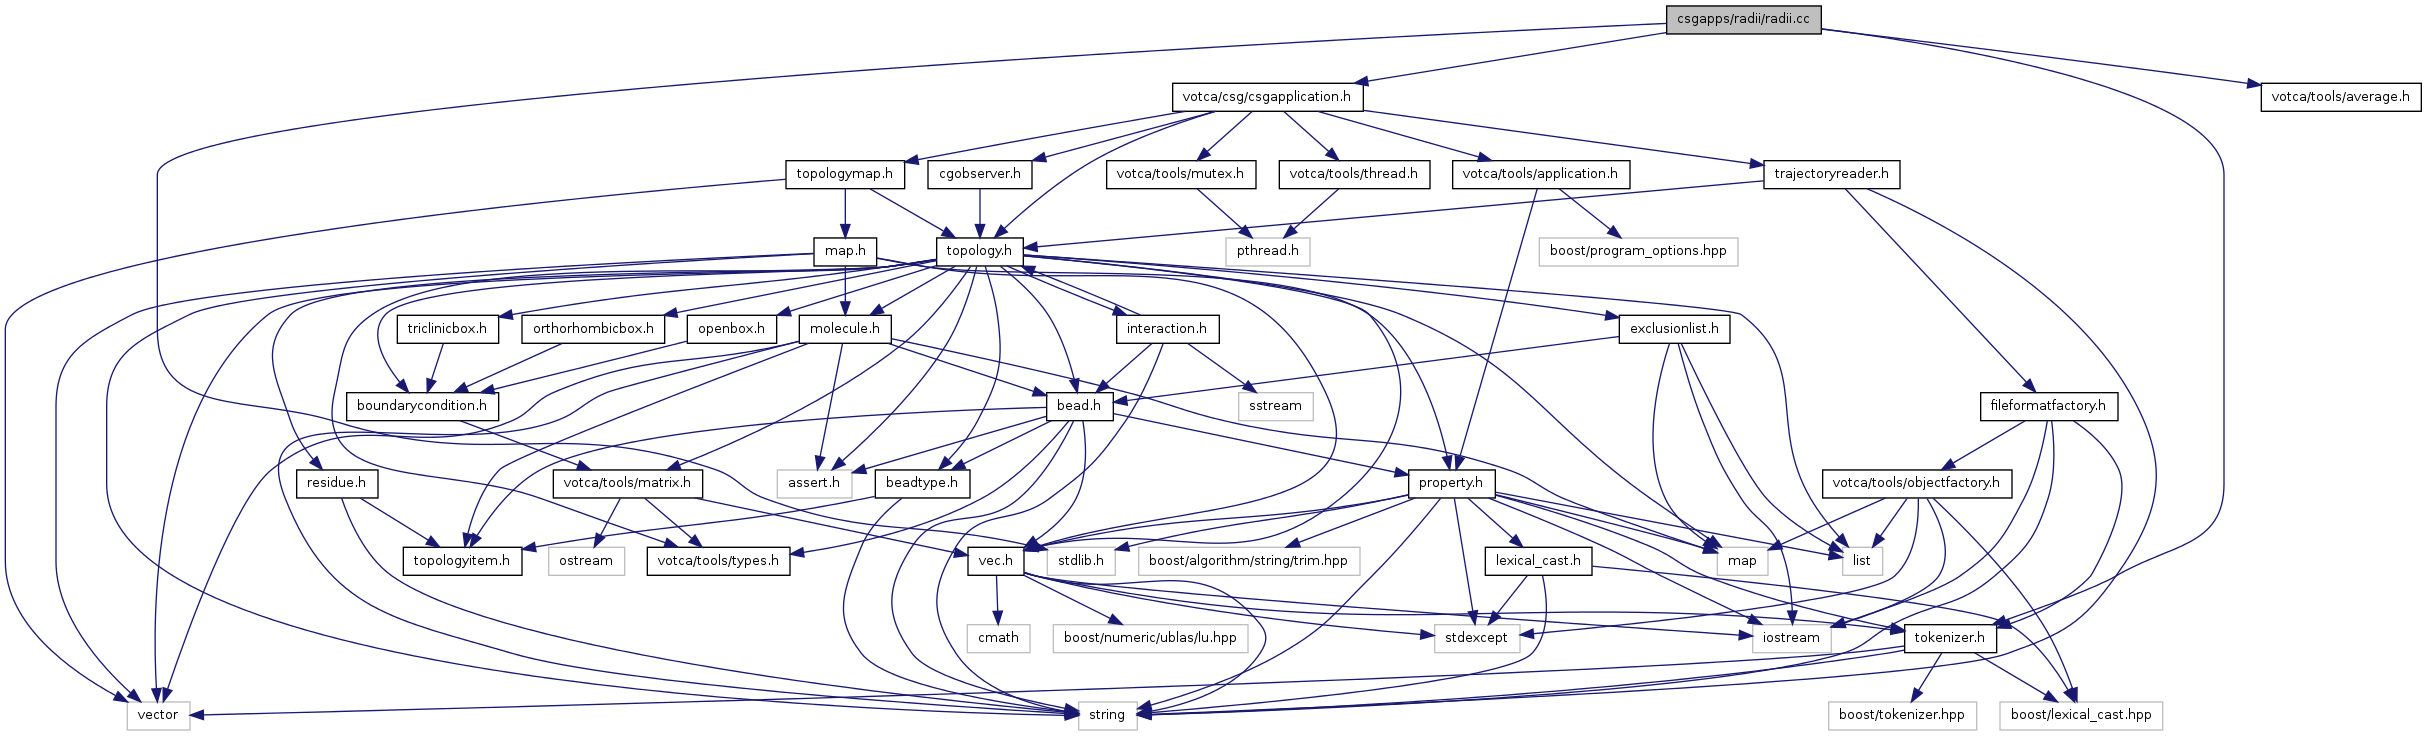 csgapps/radii/radii.cc
votca/csg/csgapplication.h
votca/tools/average.h
topologymap.h
cgobserver.h
votca/tools/mutex.h
votca/tools/thread.h
votca/tools/application.h
trajectoryreader.h
map.h
topology.h
pthread.h
boost/program_options.hpp
triclinicbox.h
orthorhombicbox.h
openbox.h
molecule.h
interaction.h
exclusionlist.h
boundarycondition.h
bead.h
sstream
fileformatfactory.h
residue.h
votca/tools/matrix.h
assert.h
beadtype.h
property.h
votca/tools/objectfactory.h
topologyitem.h
ostream
votca/tools/types.h
vec.h
stdlib.h
boost/algorithm/string/trim.hpp
lexical_cast.h
map
list
cmath
boost/numeric/ublas/lu.hpp
stdexcept
iostream
tokenizer.h
vector
string
boost/tokenizer.hpp
boost/lexical_cast.hpp